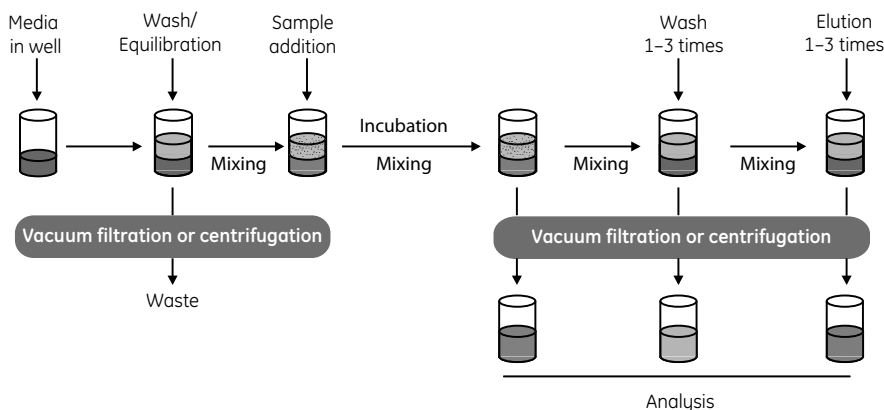 Media
in well
Wash/
Equilibration
Sample
addition
Wash
1–3 times
Elution
1–3 times
Incubation
Mixing
Mixing
Mixing
Mixing
Vacuum filtration or centrifugation
Vacuum filtration or centrifugation
Waste
Analysis